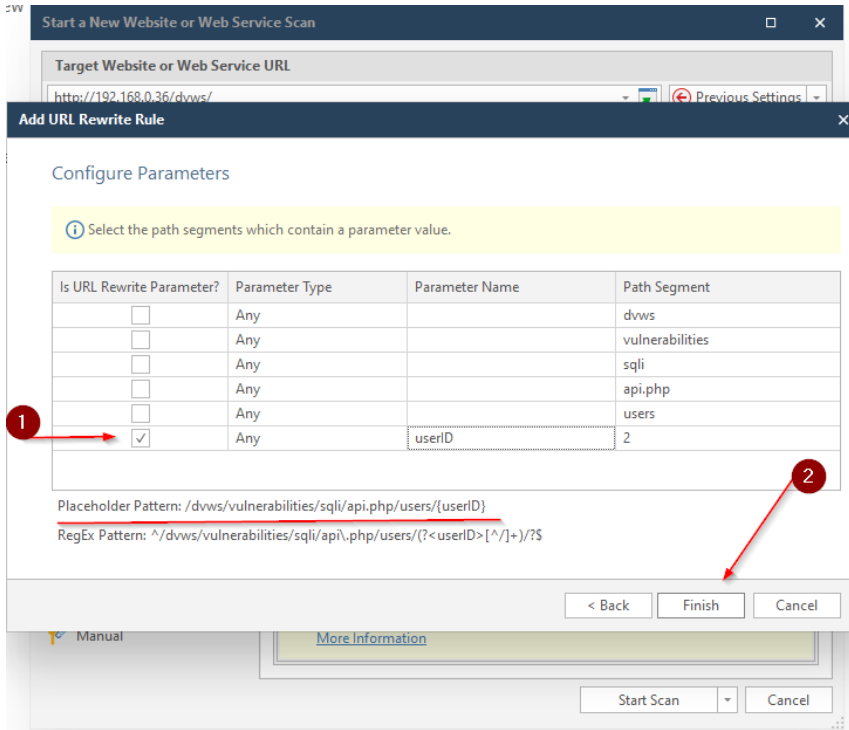 ew
Start a New Website or Web Service Scan
Target Website or Web Service URL
http://192.168.0.36/dvws/ Previous Settings
Add URL Rewrite Rule
Configure Parameters
Select the path segments which contain a parameter value.
Is URL Rewrite Parameter? Parameter Type Parameter Name Path Segment
Any dvws
Any vulnerabilities
Any sqli
Any api.php
Any users
1 Any userID 2
2
Placeholder Pattern: /dvws/vulnerabilities/sqli/api.php/users/{userID}
RegEx Pattern: ^/dvws/vulnerabilities/sqli/api\.php/users/(?<userID>[^/]+)/?$
< Back Finish Cancel
Manual More Information
Start Scan Cancel